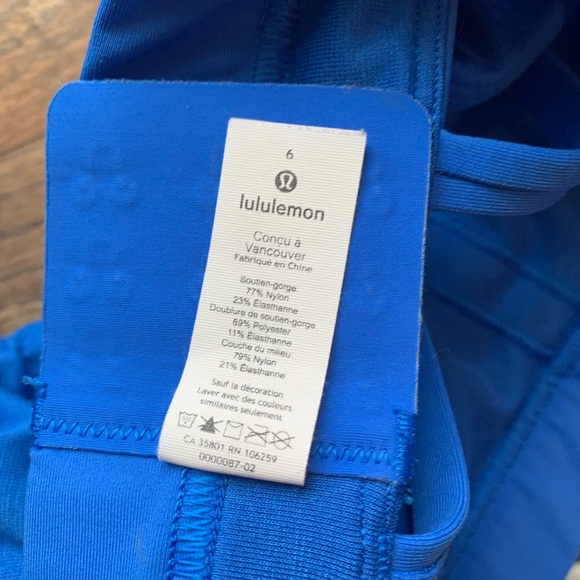 6
lululemon
Conçu à
Vancouver
Fabriqué en Chine
Soutien-gorge:
77% Nylon
23% Élasthanne
Doublure de soutien-gorge:
89% Polyester
11% Élasthanne
Couche du milieu:
79% Nylon
21% Élasthanne
Sauf la décoration
Laver avec des couleurs
similaires seulement
CA 35801 RN 106259
0000087-02